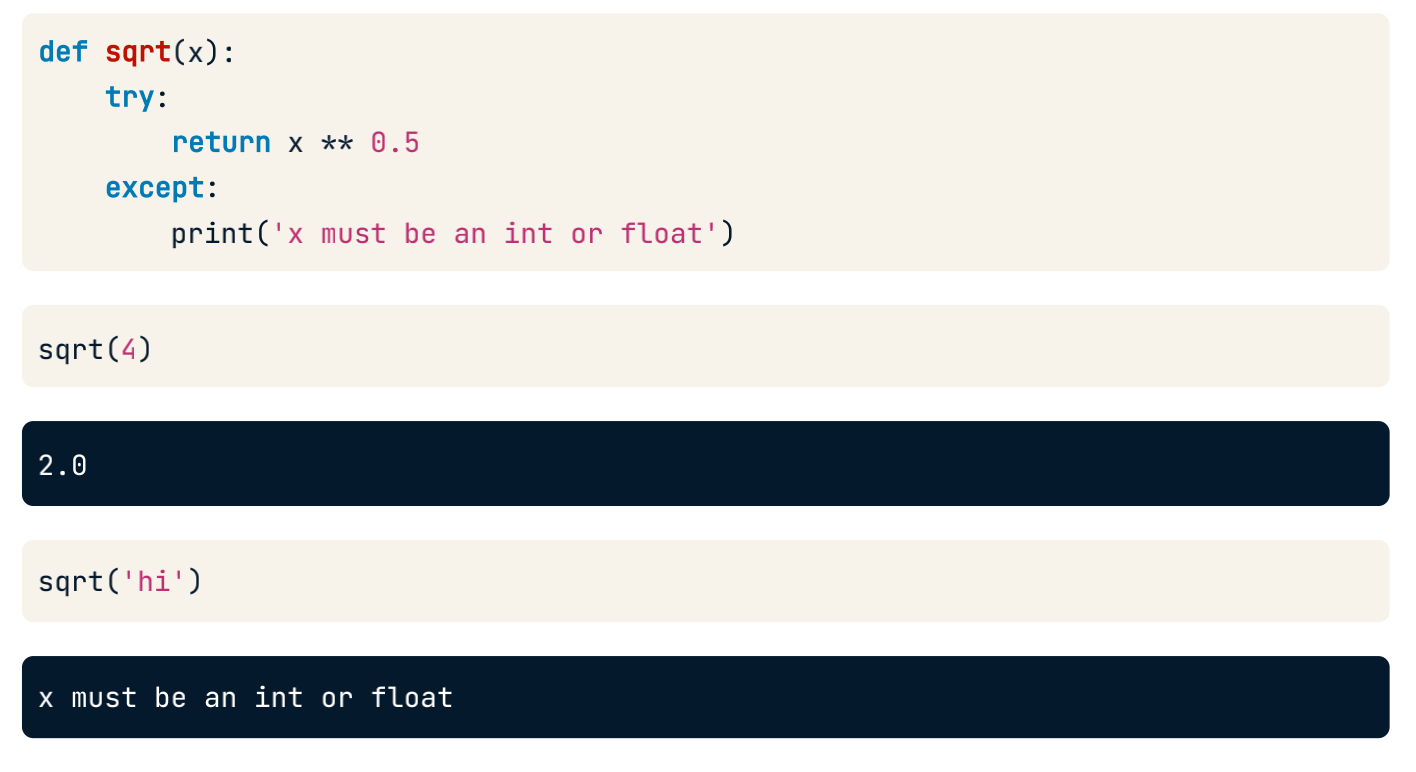 def sqrt(x):
    try:
        return x ** 0.5
    except:
        print('x must be an int or float')
sqrt(4)
2.0
sqrt('hi')
x must be an int or float